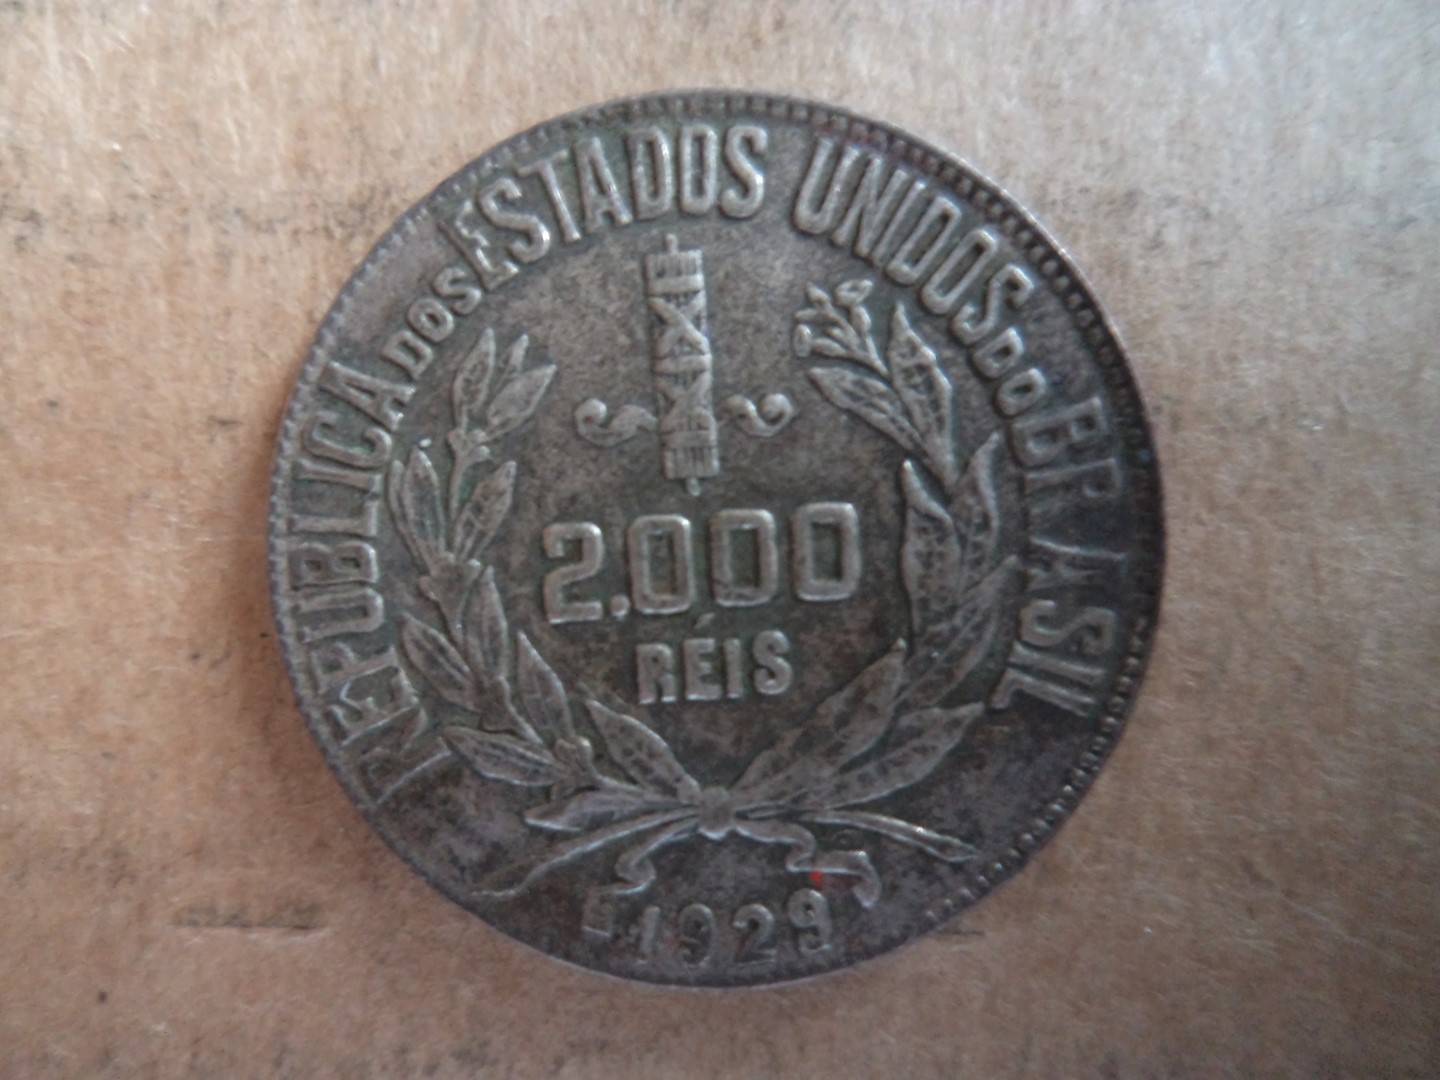 REPUBLICA DOS ESTADOS UNIDOS DO BRASIL
2.000
RÉIS
1929